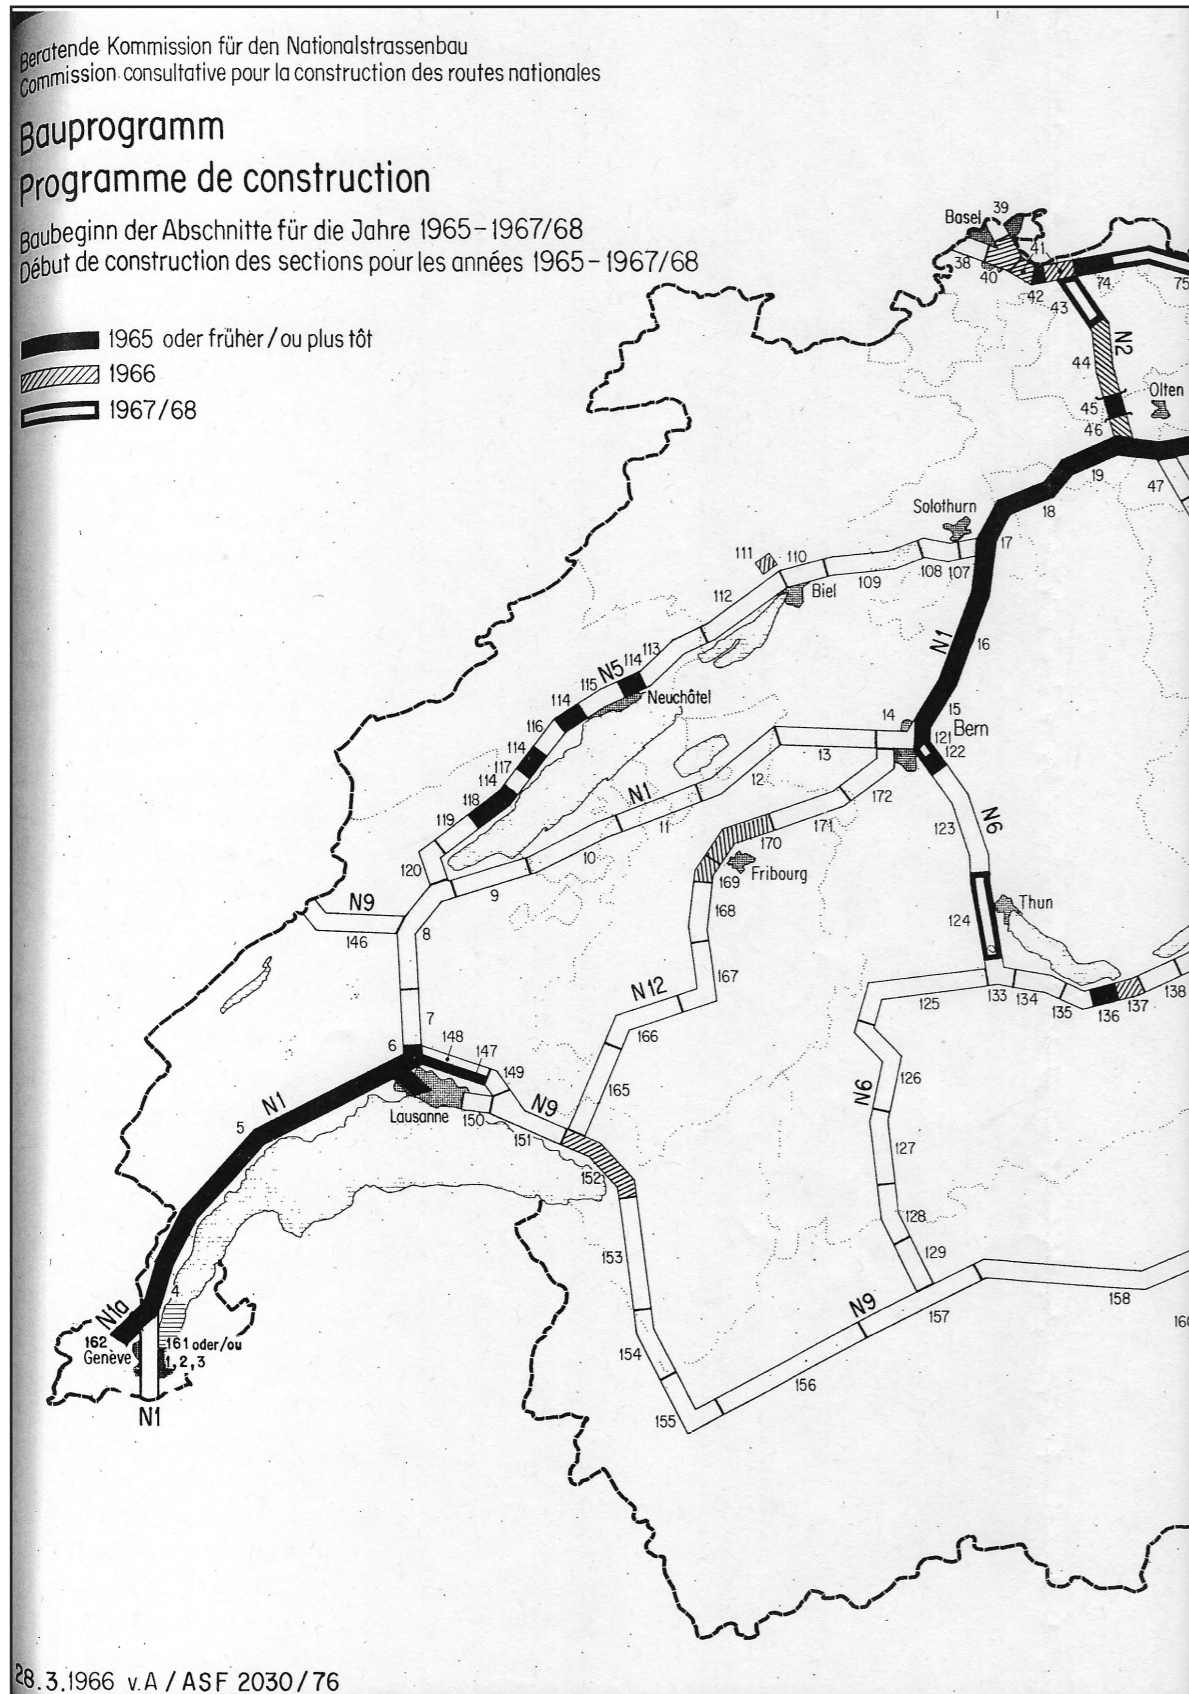 Beratende Kommission für den Nationalstrassenbau
Commission consultative pour la construction des routes nationales
Bauprogramm
Programme de construction
Baubeginn der Abschnitte für die Jahre 1965-1967/68
Début de construction des sections pour les années 1965-1967/68
1965 oder früher/ou plus tôt
1966
1967/68
Basel
39
38
40
41
42
74
75
43
N2
44
45
Olten
46
19
47
18
Solothurn
17
111
110
109
108
107
Biel
112
16
N1
113
114
N5
115
Neuchâtel
114
116
114
117
114
118
119
120
15
14
Bern
121
122
13
12
N1
11
172
171
170
10
9
169
Fribourg
168
123
N6
124
Thun
N9
146
8
167
N12
166
125
133
134
135
136
137
138
7
6
148
147
149
165
126
N6
N1
5
Lausanne
150
N9
151
127
152
128
153
129
4
N1a
162
Genève
161 oder/ou
1,2,3
N1
N9
157
158
160
154
156
155
28.3.1966 v.A / ASF 2030/76